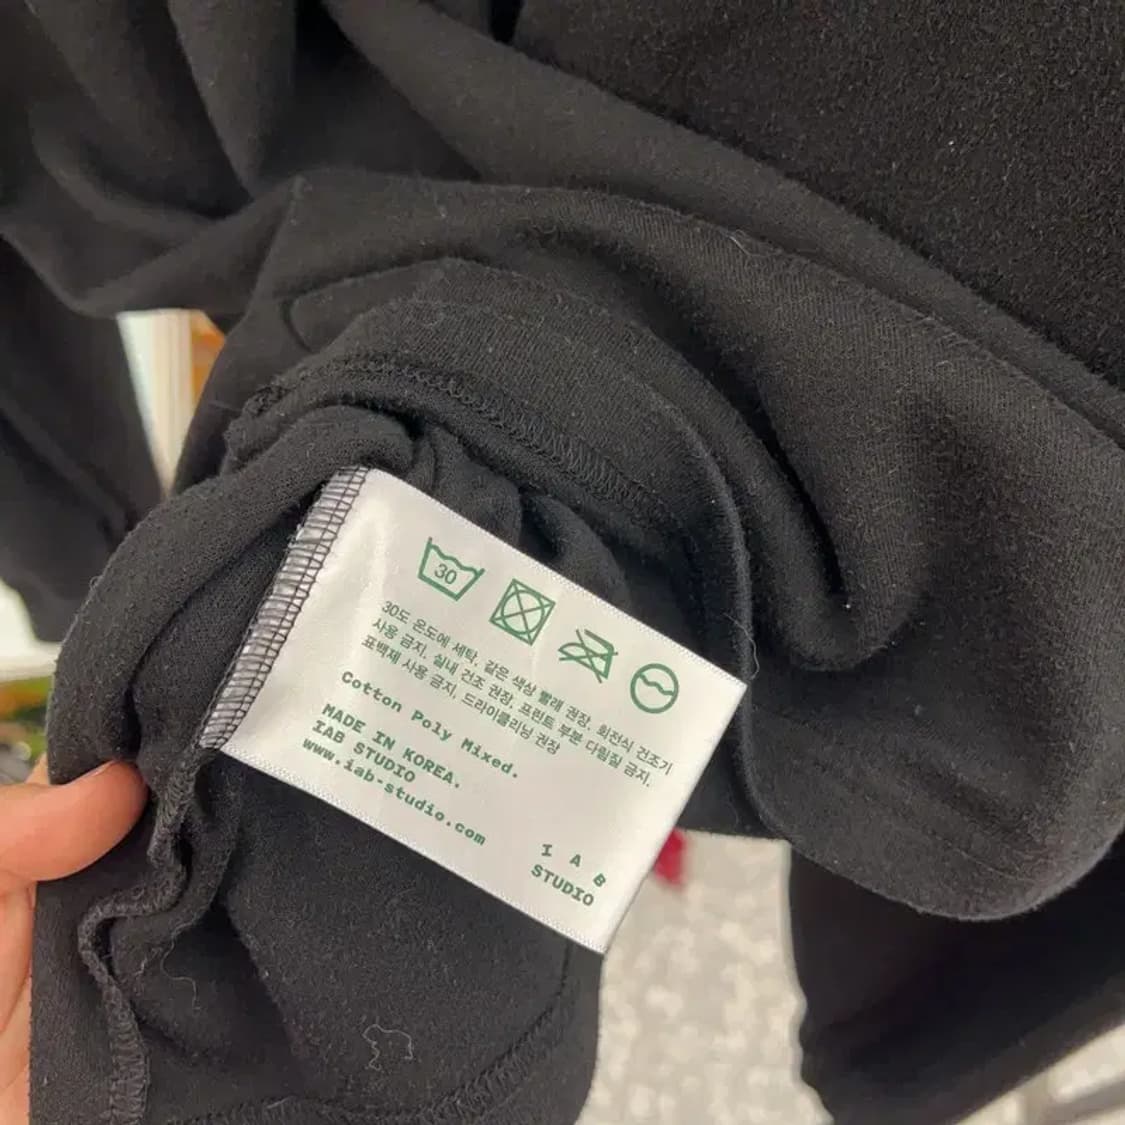 30
30도 온도에 세탁. 같은 색상 빨래 권장. 회전식 건조기
사용 금지. 실내 건조 권장. 프린트 부분 다림질 금지.
표백제 사용 금지. 드라이클리닝 권장
Cotton Poly Mixed.
MADE IN KOREA.
IAB STUDIO
www.iab-studio.com
I A B
STUDIO